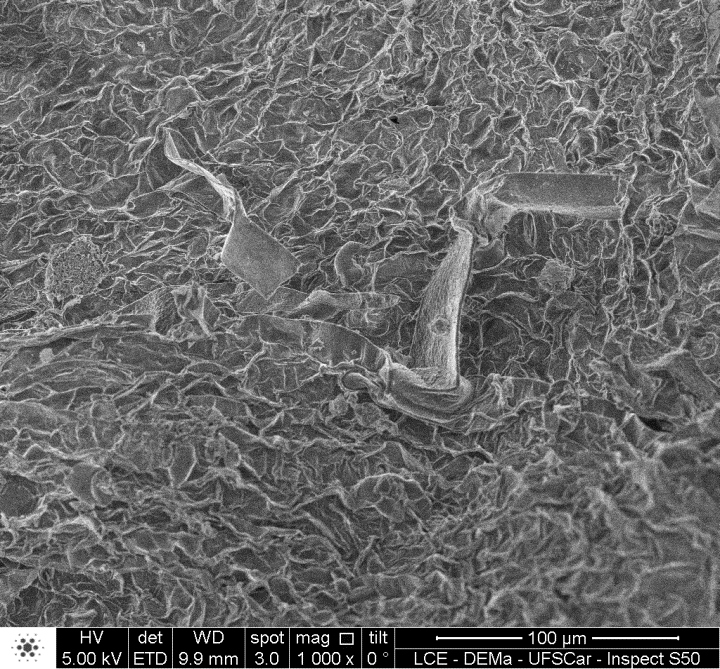 HV det WD spot mag tilt 100 µm
5.00 kV ETD 9.9 mm 3.0 1 000 x 0 ° LCE - DEMa - UFSCar - Inspect S50